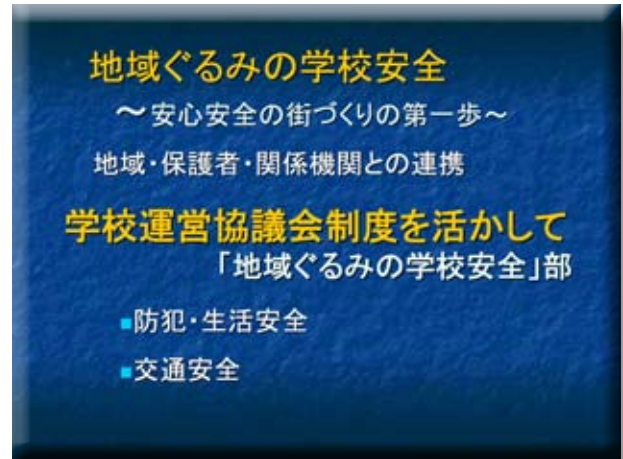 地域ぐるみの学校安全
～安心安全の街づくりの第一歩～
地域・保護者・関係機関との連携
学校運営協議会制度を活かして
「地域ぐるみの学校安全」部
■防犯・生活安全
■交通安全